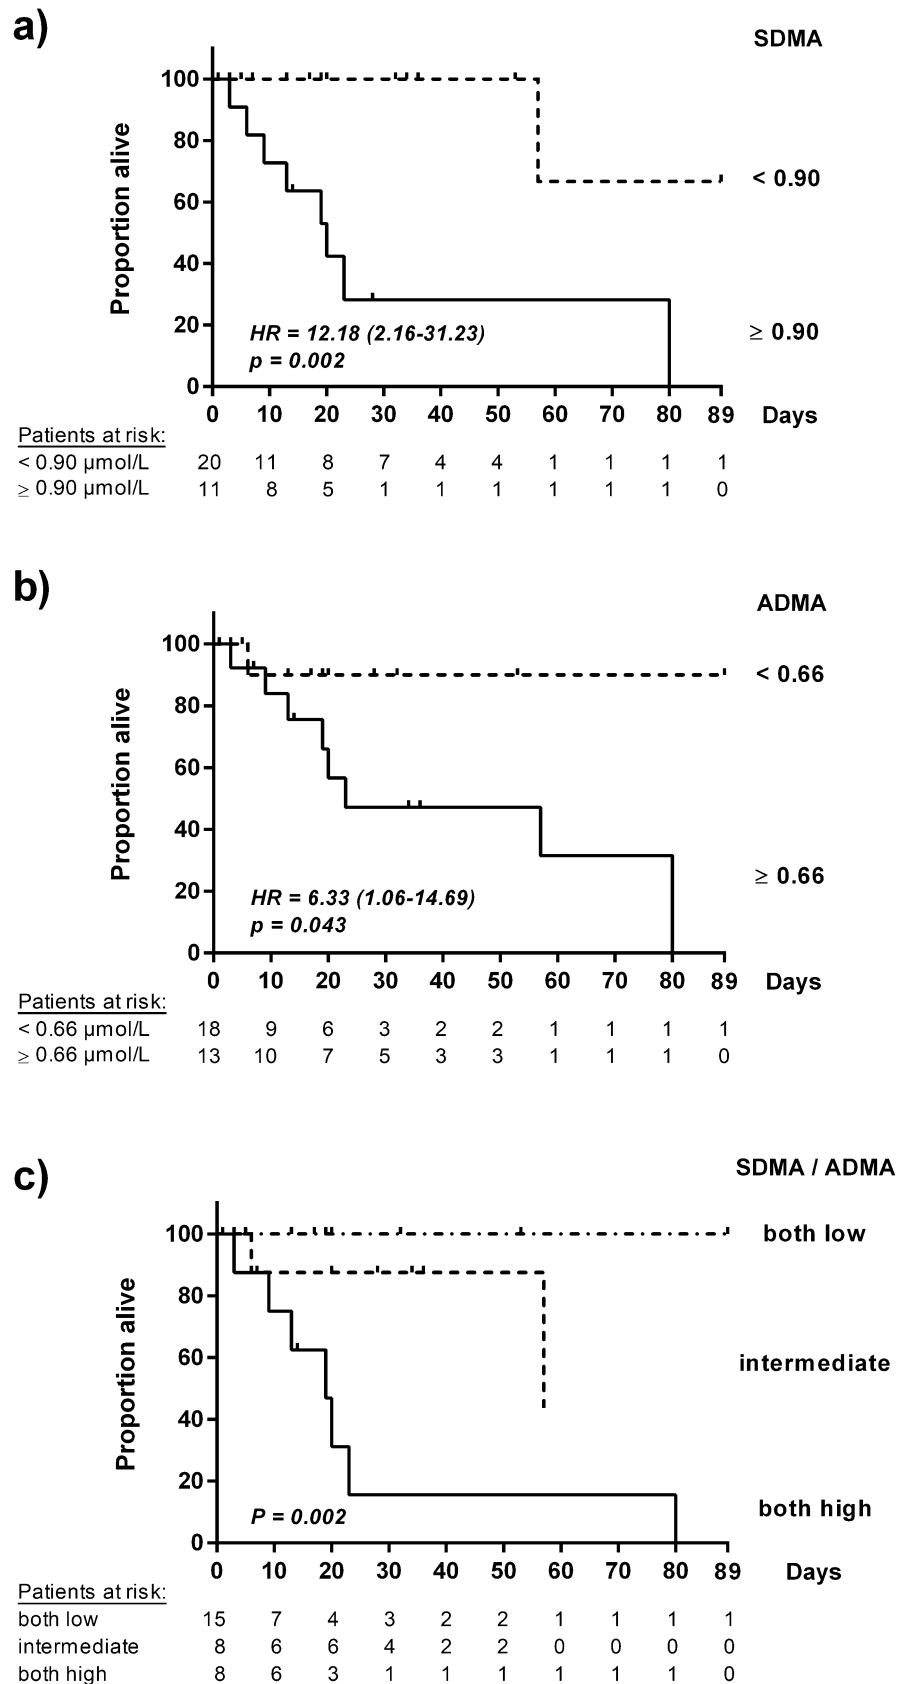 a)
SDMA
Proportion alive
100
80
60
40
20
0
< 0.90
≥ 0.90
HR = 12.18 (2.16-31.23)
p = 0.002
0 10 20 30 40 50 60 70 80 89 Days
Patients at risk:
< 0.90 µmol/L 20 11 8 7 4 4 1 1 1 1
≥ 0.90 µmol/L 11 8 5 1 1 1 1 1 1 0
b)
ADMA
Proportion alive
100
80
60
40
20
0
< 0.66
≥ 0.66
HR = 6.33 (1.06-14.69)
p = 0.043
0 10 20 30 40 50 60 70 80 89 Days
Patients at risk:
< 0.66 µmol/L 18 9 6 3 2 2 1 1 1 1
≥ 0.66 µmol/L 13 10 7 5 3 3 1 1 1 0
c)
SDMA / ADMA
Proportion alive
100
80
60
40
20
0
both low
intermediate
both high
P = 0.002
0 10 20 30 40 50 60 70 80 89 Days
Patients at risk:
both low 15 7 4 3 2 2 1 1 1 1
intermediate 8 6 6 4 2 2 0 0 0 0
both high 8 6 3 1 1 1 1 1 1 0